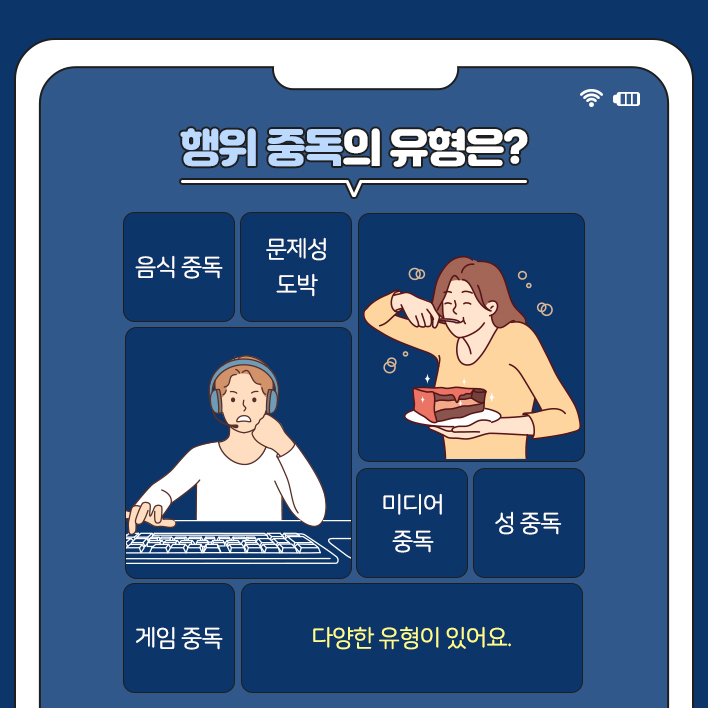 행위 중독의 유형은?
음식 중독
문제성
도박
미디어
중독
성 중독
게임 중독
다양한 유형이 있어요.